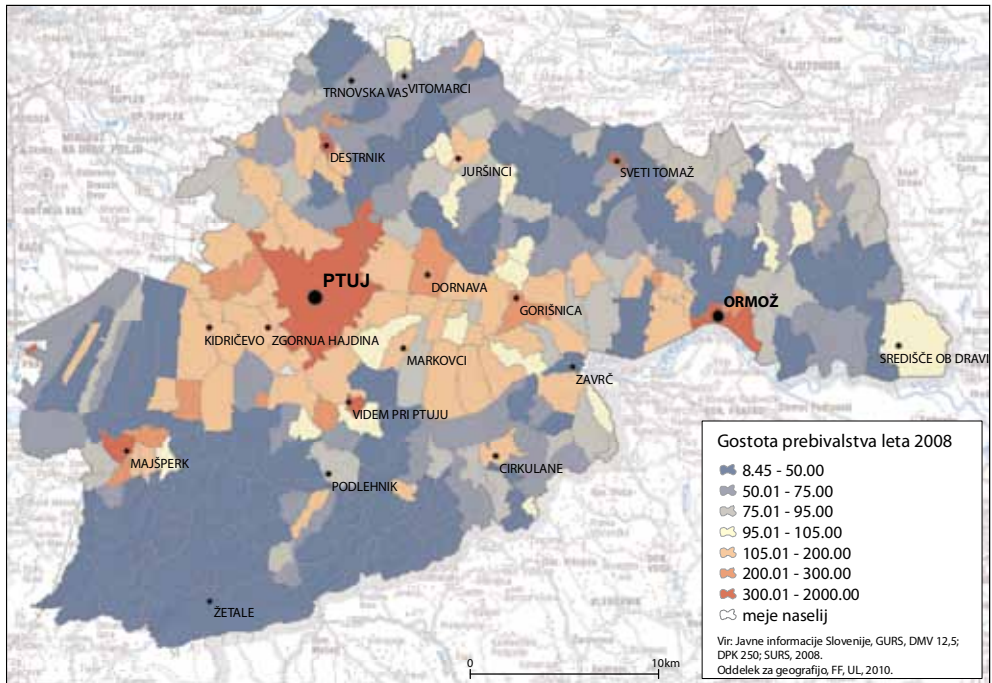 TRNOVSKA VAS
VITOMARCI
DESTRNIK
JURŠINCI
SVETI TOMAŽ
PTUJ
DORNAVA
GORIŠNICA
ORMOŽ
KIDRIČEVO
ZGORNJA HAJDINA
MARKOVCI
SREDIŠČE OB DRAVI
ZAVRČ
VIDEM PRI PTUJU
MAJŠPERK
CIRKULANE
PODLEHNIK
ŽETALE
Gostota prebivalstva leta 2008
8.45 - 50.00
50.01 - 75.00
75.01 - 95.00
95.01 - 105.00
105.01 - 200.00
200.01 - 300.00
300.01 - 2000.00
meje naselij
Vir: Javne informacije Slovenije, GURS, DMV 12,5;
DPK 250; SURS, 2008.
Oddelek za geografijo, FF, UL, 2010.
0 10km